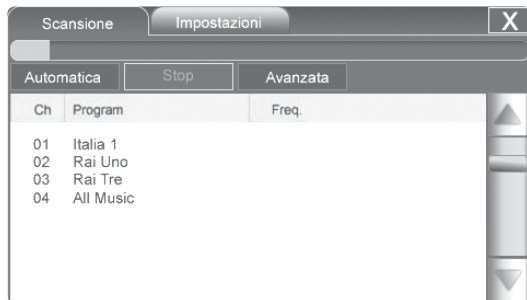 Scansione Impostazioni X
Automatica Stop Avanzata
Ch Program Freq.
01 Italia 1
02 Rai Uno
03 Rai Tre
04 All Music